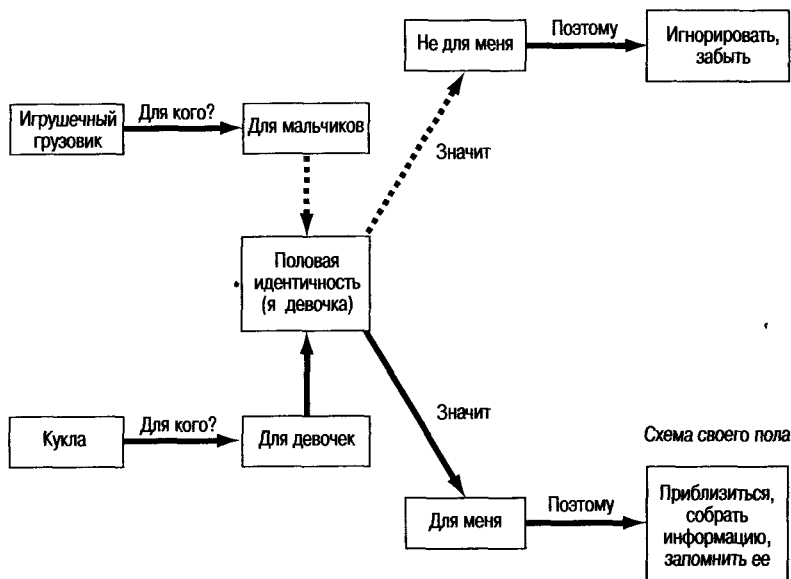 Не для меня
Поэтому
Игнорировать,
забыть
Игрушечный
грузовик
Для кого?
Для мальчиков
Значит
Половая
идентичность
(я девочка)
Кукла
Для кого?
Для девочек
Значит
Схема своего пола
Для меня
Поэтому
Приблизиться,
собрать
информацию,
запомнить ее